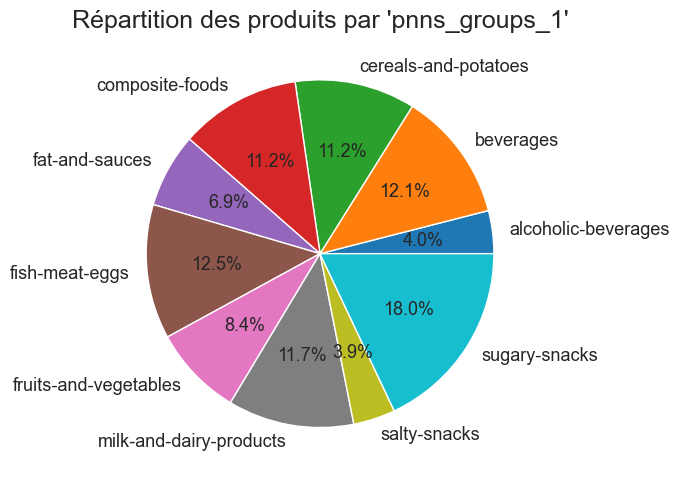 Répartition des produits par 'pnns_groups_1'
cereals-and-potatoes
composite-foods
beverages
fat-and-sauces
alcoholic-beverages
fish-meat-eggs
sugary-snacks
fruits-and-vegetables
milk-and-dairy-products
salty-snacks
11.2%
11.2%
12.1%
6.9%
4.0%
12.5%
18.0%
8.4%
11.7%
3.9%